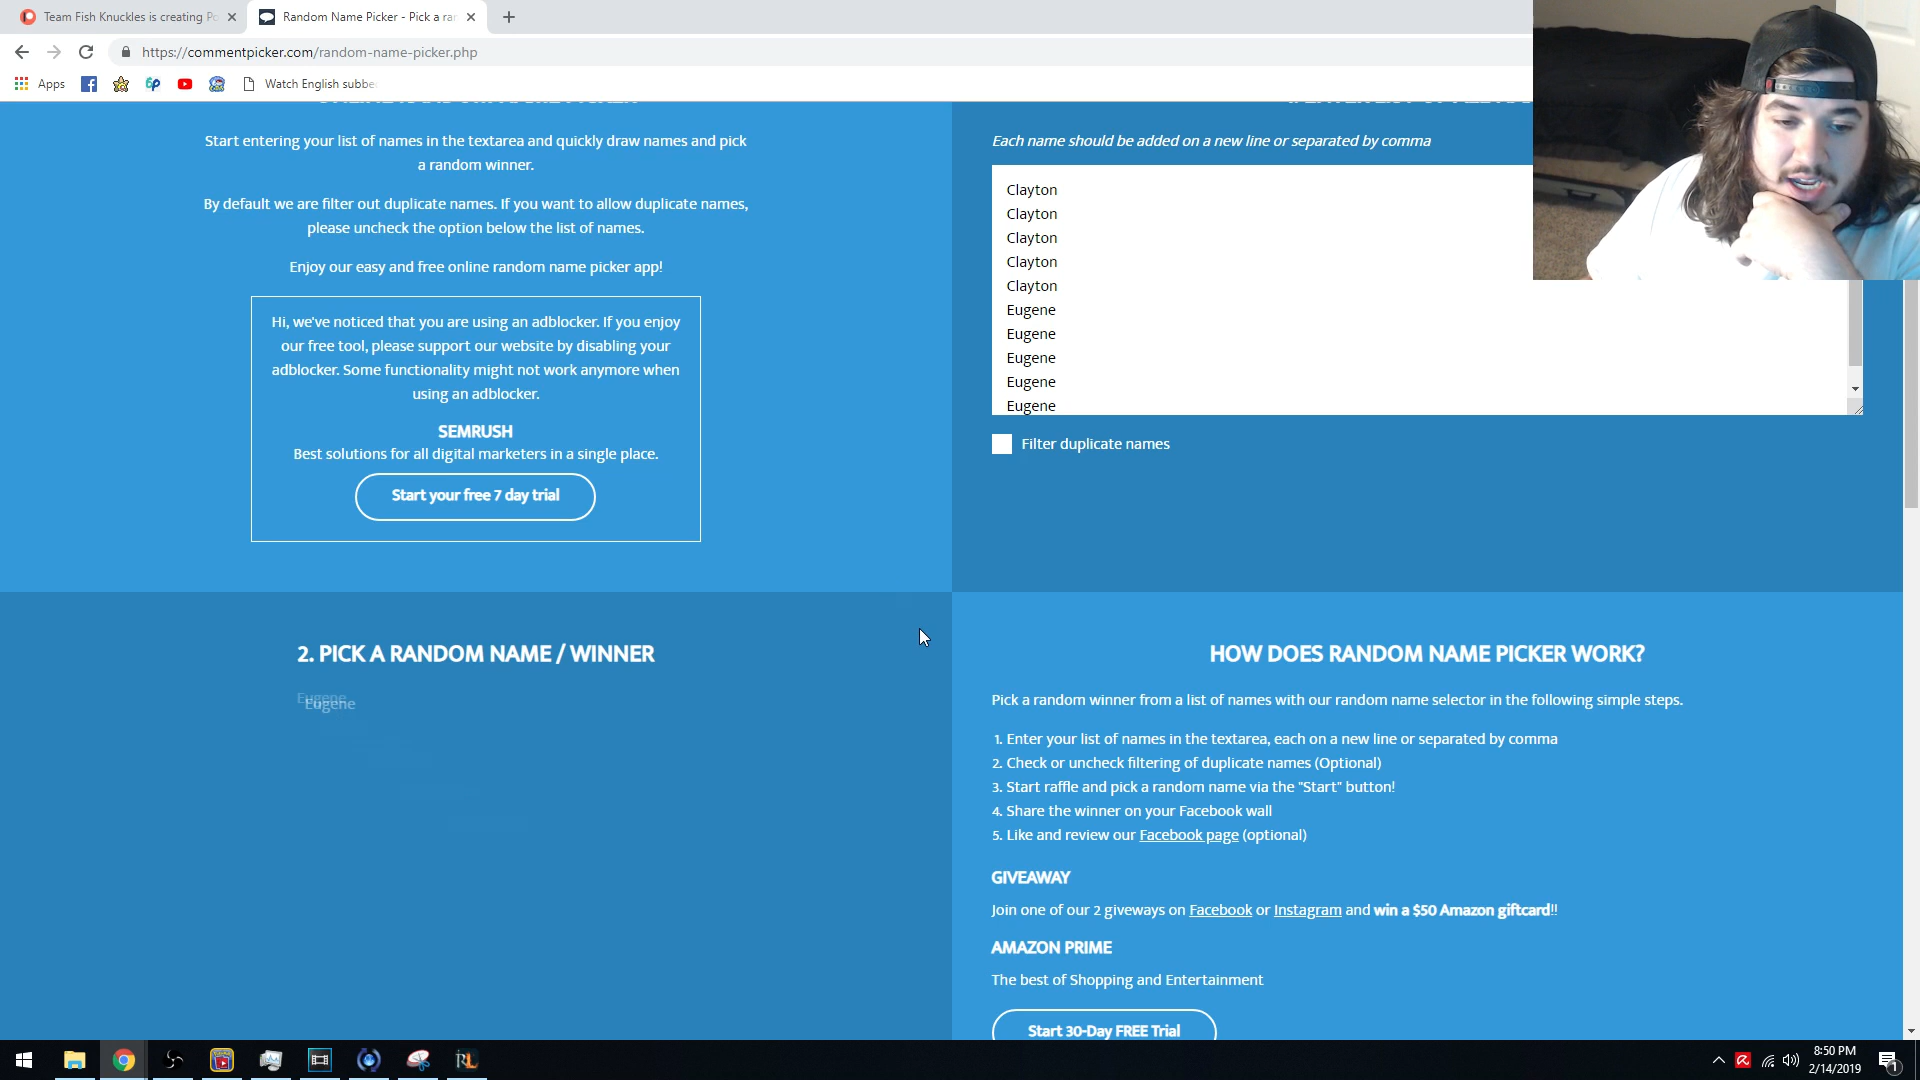 Team Fish Knuckles is creating Po
Random Name Picker - Pick a ran
https://commentpicker.com/random-name-picker.php
Apps
Watch English subbe
Start entering your list of names in the textarea and quickly draw names and pick
a random winner.
By default we are filter out duplicate names. If you want to allow duplicate names,
please uncheck the option below the list of names.
Enjoy our easy and free online random name picker app!
Hi, we've noticed that you are using an adblocker. If you enjoy
our free tool, please support our website by disabling your
adblocker. Some functionality might not work anymore when
using an adblocker.
SEMRUSH
Best solutions for all digital marketers in a single place.
Start your free 7 day trial
Each name should be added on a new line or separated by comma
Clayton
Clayton
Clayton
Clayton
Clayton
Eugene
Eugene
Eugene
Eugene
Eugene
Filter duplicate names
2. PICK A RANDOM NAME / WINNER
Eugene
Eugene
HOW DOES RANDOM NAME PICKER WORK?
Pick a random winner from a list of names with our random name selector in the following simple steps.
1. Enter your list of names in the textarea, each on a new line or separated by comma
2. Check or uncheck filtering of duplicate names (Optional)
3. Start raffle and pick a random name via the "Start" button!
4. Share the winner on your Facebook wall
5. Like and review our Facebook page (optional)
GIVEAWAY
Join one of our 2 giveways on Facebook or Instagram and win a $50 Amazon giftcard!!
AMAZON PRIME
The best of Shopping and Entertainment
Start 30-Day FREE Trial
8:50 PM
2/14/2019